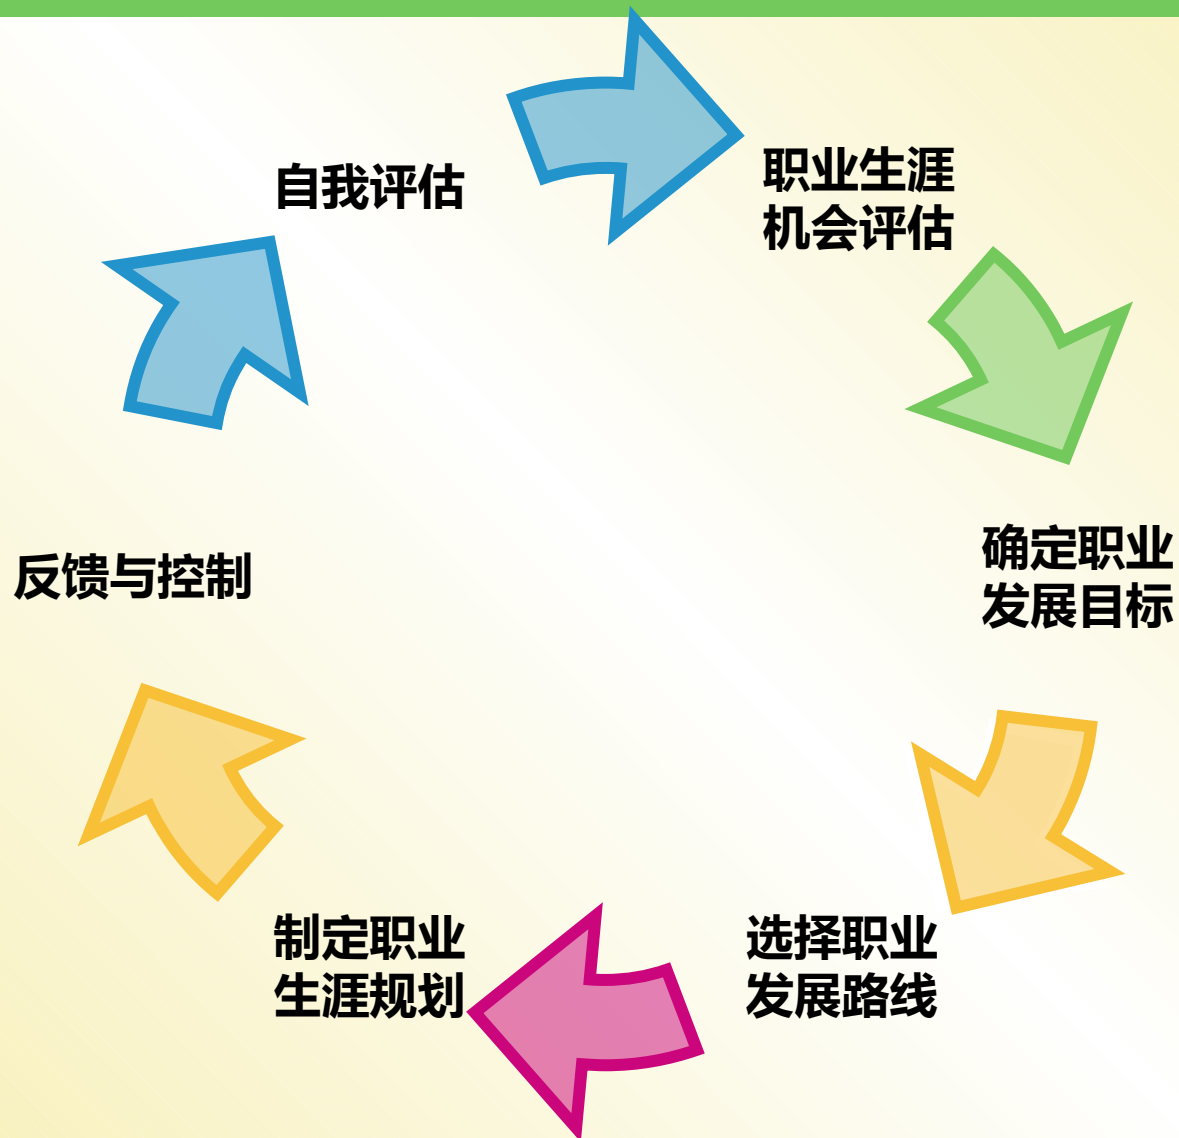 自我评估
职业生涯
机会评估
确定职业
发展目标
选择职业
发展路线
制定职业
生涯规划
反馈与控制